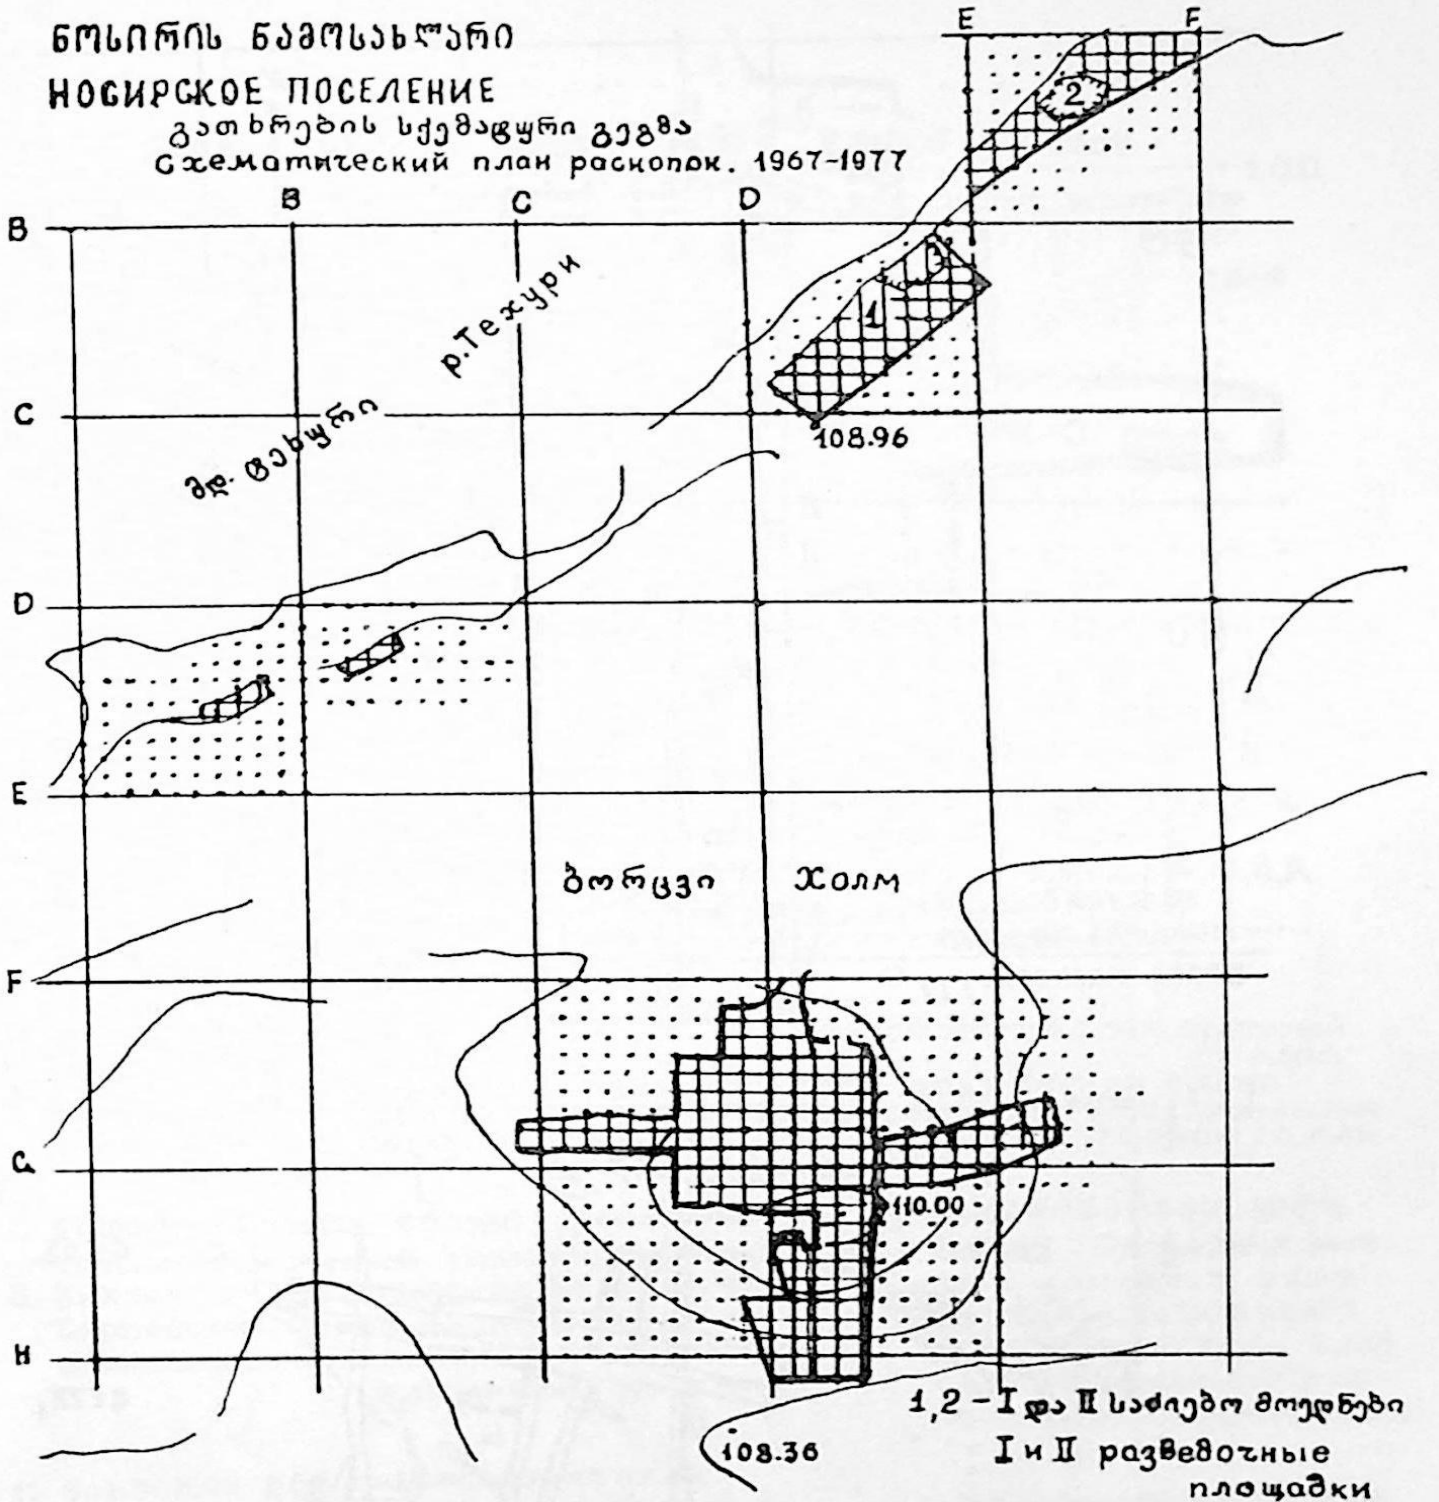 ნოსირის ნამოსახლარი
НОСИРСКОЕ ПОСЕЛЕНИЕ
გათხრების სქემატური გეგმა
Схематический план раскопок. 1967-1977
E F
2
B C D
B
3
1
р.Техури
C
მდ. ტეხური
108.96
D
E
ბორცვი Холм
F
G
110.00
H
1,2 - I და II საძიებო მოედნები
108.36
I и II разведочные
площадки